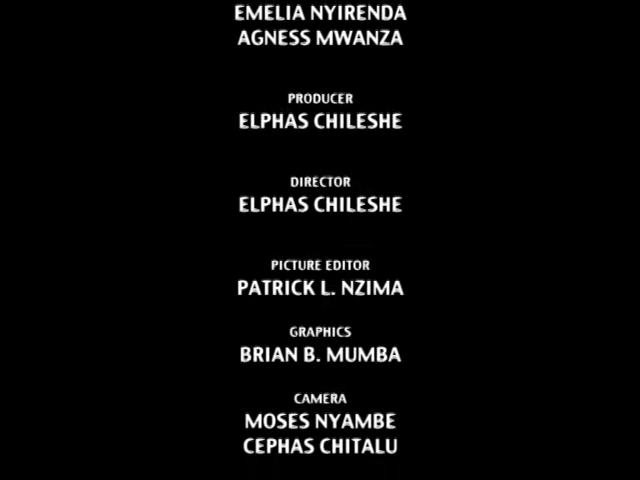 EMELIA NYIRENDA
AGNESS MWANZA
PRODUCER
ELPHAS CHILESHE
DIRECTOR
ELPHAS CHILESHE
PICTURE EDITOR
PATRICK L. NZIMA
GRAPHICS
BRIAN B. MUMBA
CAMERA
MOSES NYAMBE
CEPHAS CHITALU